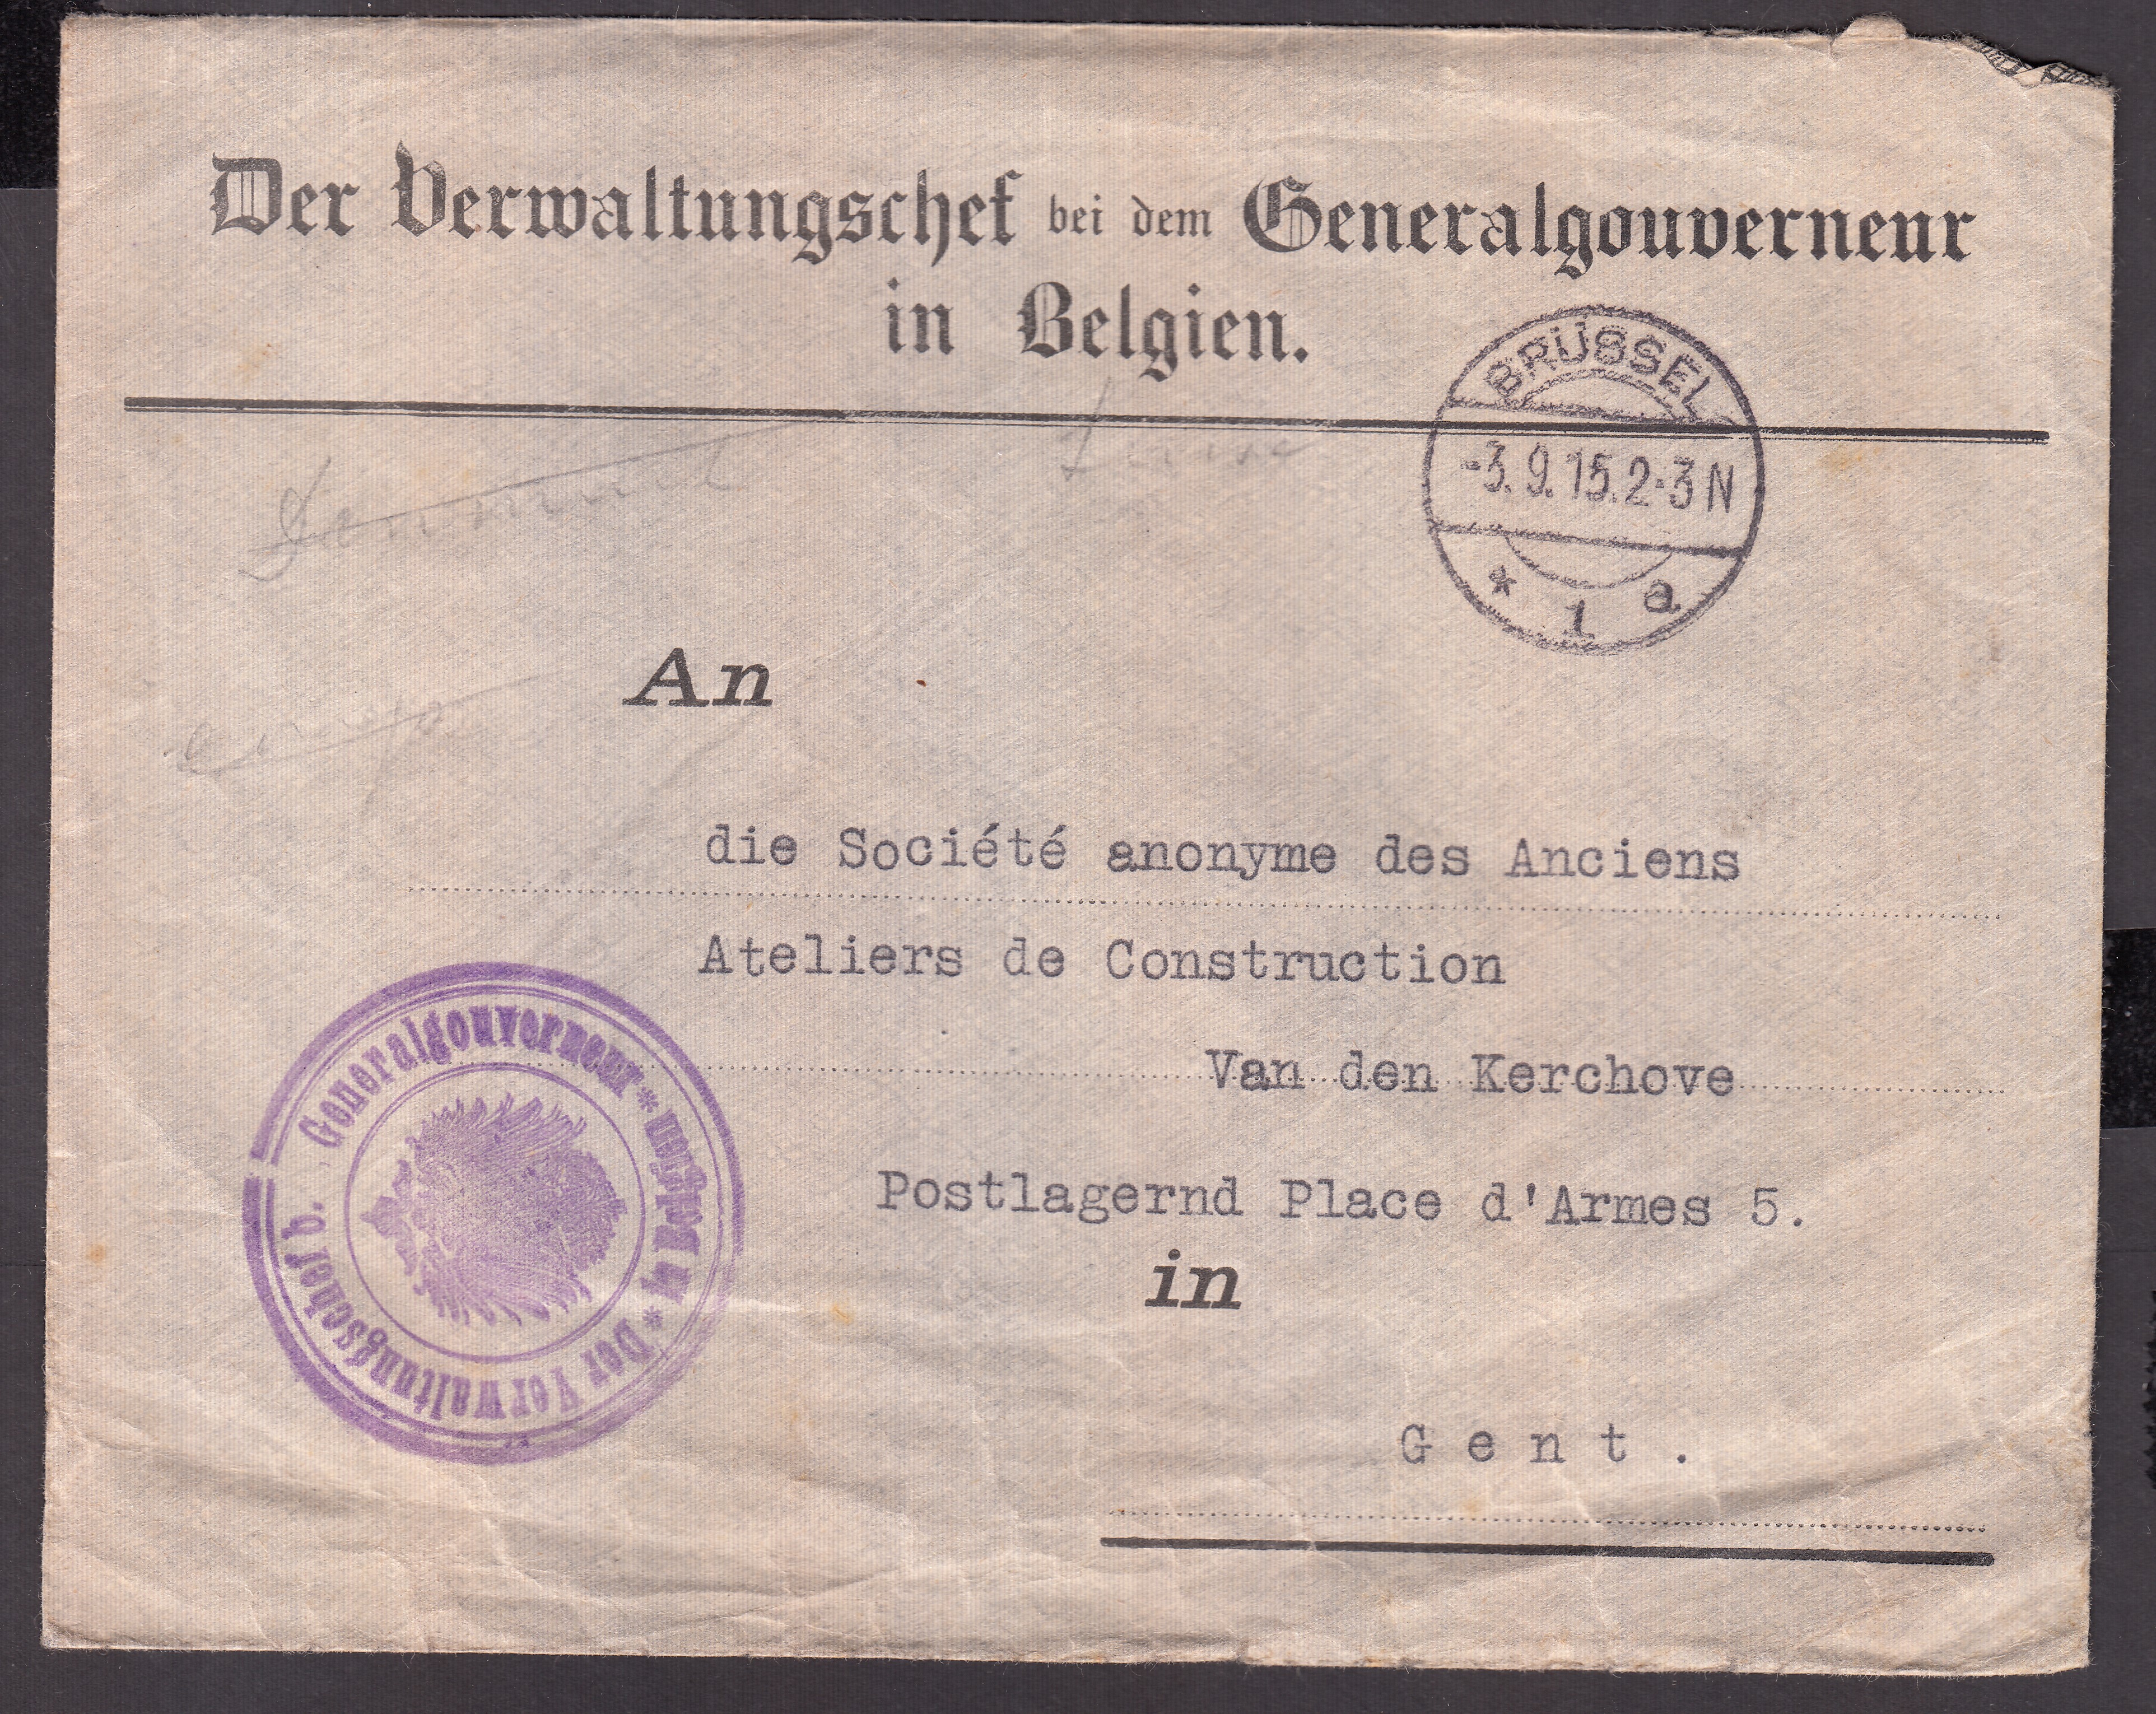 Der Verwaltungschef bei dem Generalgouverneur
in Belgien.
BRÜSSEL
-3.9.15.2-3N
* 1 a
An
die Société anonyme des Anciens
Ateliers de Construction
Van den Kerchove
Postlagernd Place d'Armes 5.
in
Gent.
Der Verwaltungschef b. Generalgouverneur * in Belgien *